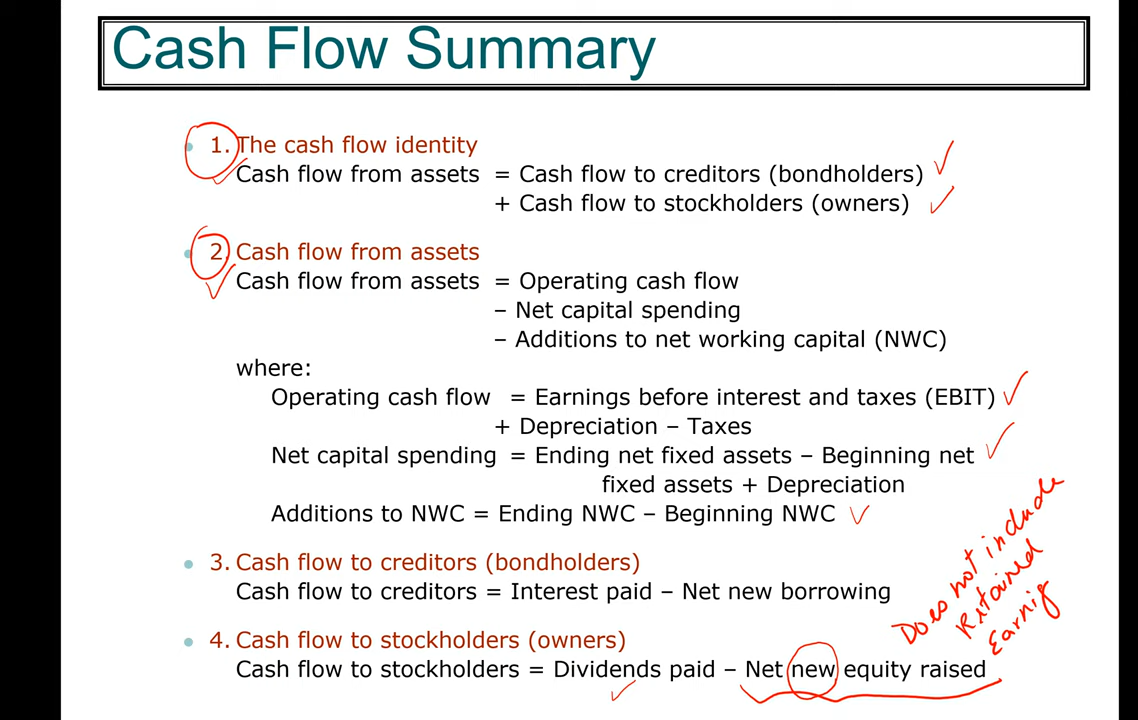 Cash Flow Summary
1. The cash flow identity
Cash flow from assets = Cash flow to creditors (bondholders)
+ Cash flow to stockholders (owners)
2. Cash flow from assets
Cash flow from assets = Operating cash flow
– Net capital spending
– Additions to net working capital (NWC)
where:
Operating cash flow = Earnings before interest and taxes (EBIT)
+ Depreciation – Taxes
Net capital spending = Ending net fixed assets – Beginning net
fixed assets + Depreciation
Additions to NWC = Ending NWC – Beginning NWC
3. Cash flow to creditors (bondholders)
Cash flow to creditors = Interest paid – Net new borrowing
4. Cash flow to stockholders (owners)
Cash flow to stockholders = Dividends paid – Net new equity raised
Does not include
Retained
Earnig